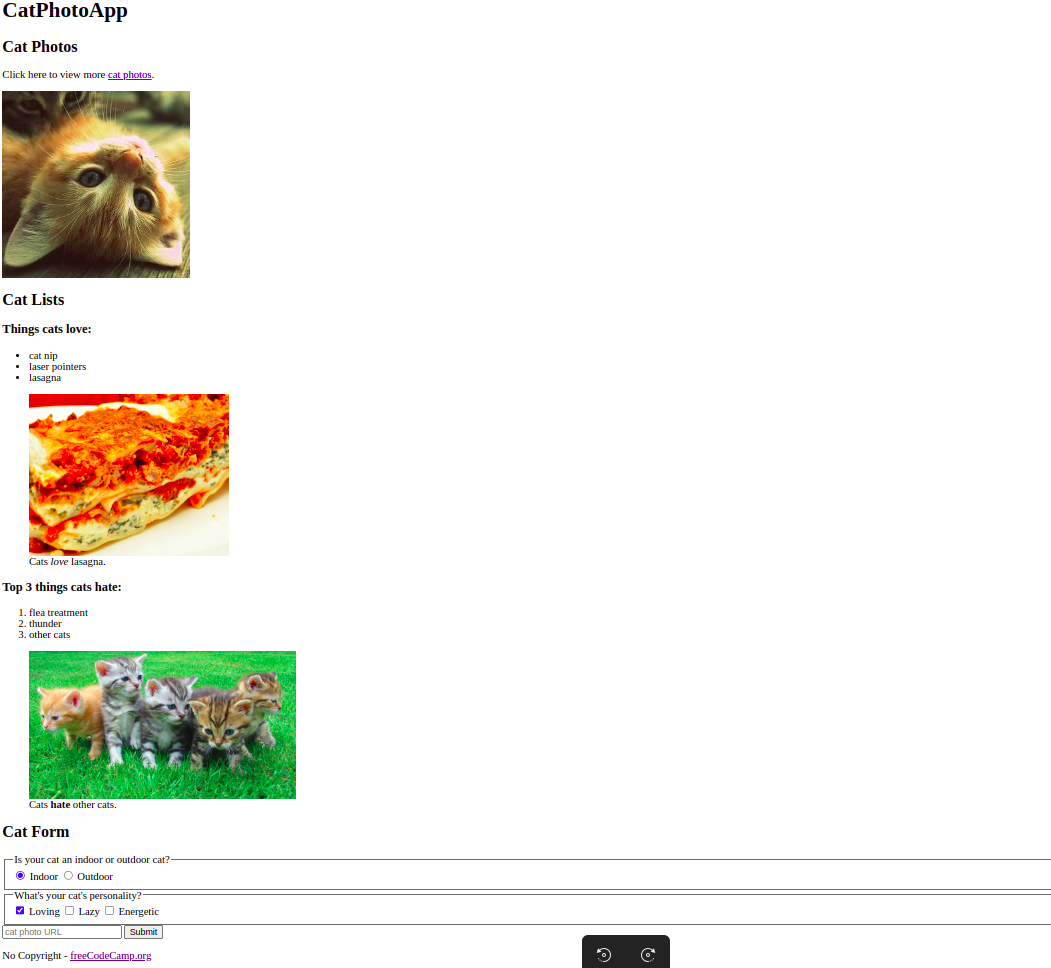 CatPhotoApp
Cat Photos
Click here to view more cat photos.
Cat Lists
Things cats love:
cat nip
laser pointers
lasagna
Cats love lasagna.
Top 3 things cats hate:
1. flea treatment
2. thunder
3. other cats
Cats hate other cats.
Cat Form
Is your cat an indoor or outdoor cat?
Indoor Outdoor
What's your cat's personality?
Loving Lazy Energetic
cat photo URL Submit
No Copyright - freeCodeCamp.org